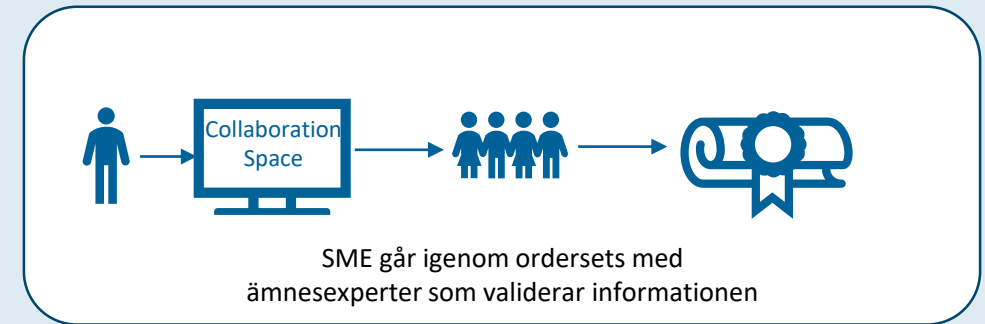 Collaboration
Space
SME går igenom ordersets med
ämnesexperter som validerar informationen